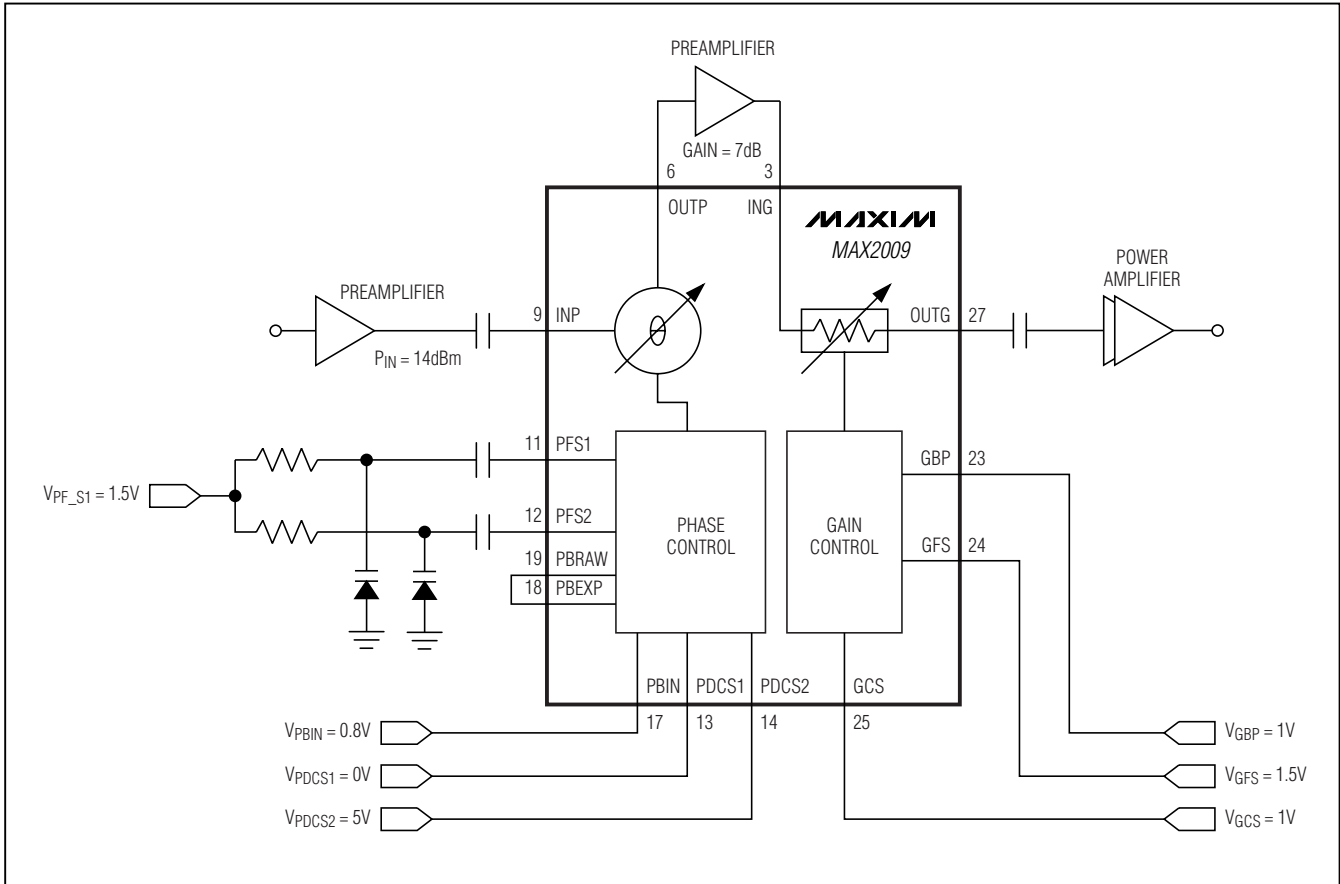 PREAMPLIFIER
GAIN = 7dB
6 3
OUTP ING
MAXIM
MAX2009
PREAMPLIFIER
POWER
AMPLIFIER
9 INP
OUTG 27
PIN = 14dBm
11 PFS1
GBP 23
VPF_S1 = 1.5V
12 PFS2
PHASE
CONTROL
GAIN
CONTROL
GFS 24
19 PBRAW
18 PBEXP
PBIN PDCS1 PDCS2 GCS
17 13 14 25
VPBIN = 0.8V
VGBP = 1V
VPDCS1 = 0V
VGFS = 1.5V
VPDCS2 = 5V
VGCS = 1V